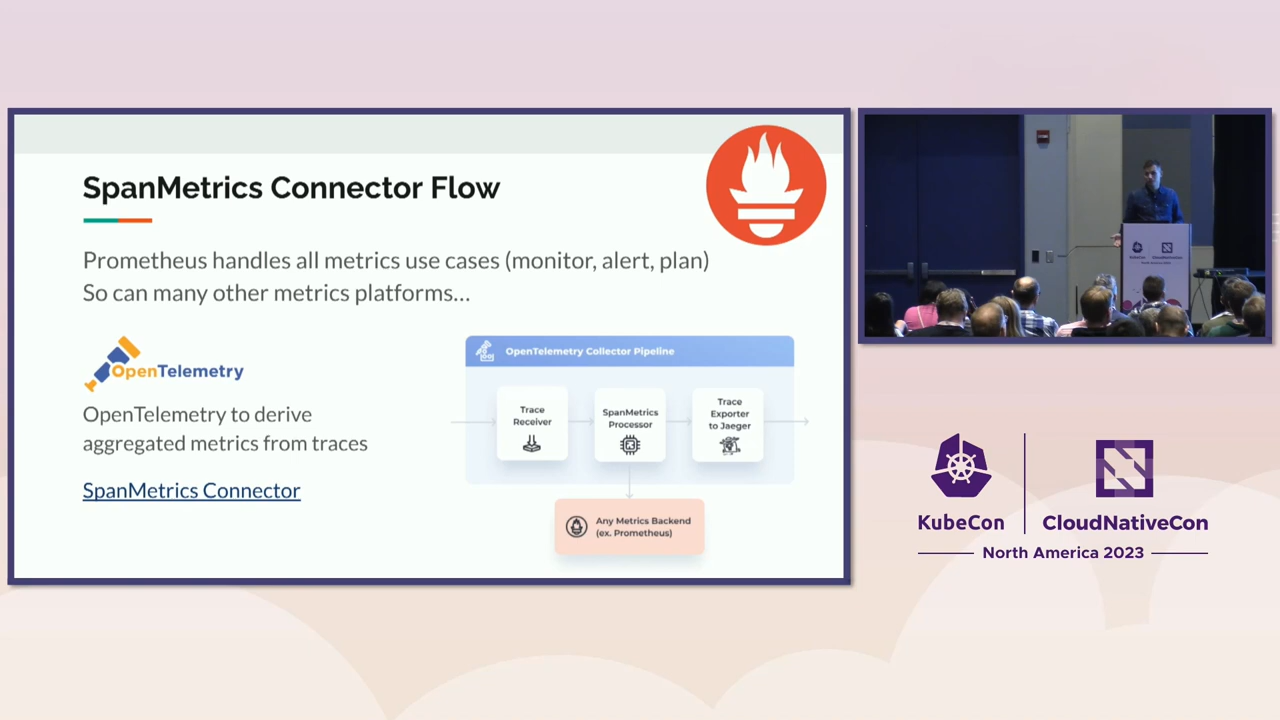 SpanMetrics Connector Flow
Prometheus handles all metrics use cases (monitor, alert, plan)
So can many other metrics platforms...
OpenTelemetry
OpenTelemetry to derive
aggregated metrics from traces
SpanMetrics Connector
OpenTelemetry Collector Pipeline
Trace
Receiver
SpanMetrics
Processor
Trace
Exporter
to Jaeger
Any Metrics Backend
(ex. Prometheus)
KubeCon
CloudNativeCon
North America 2023
KubeCon
CloudNativeCon